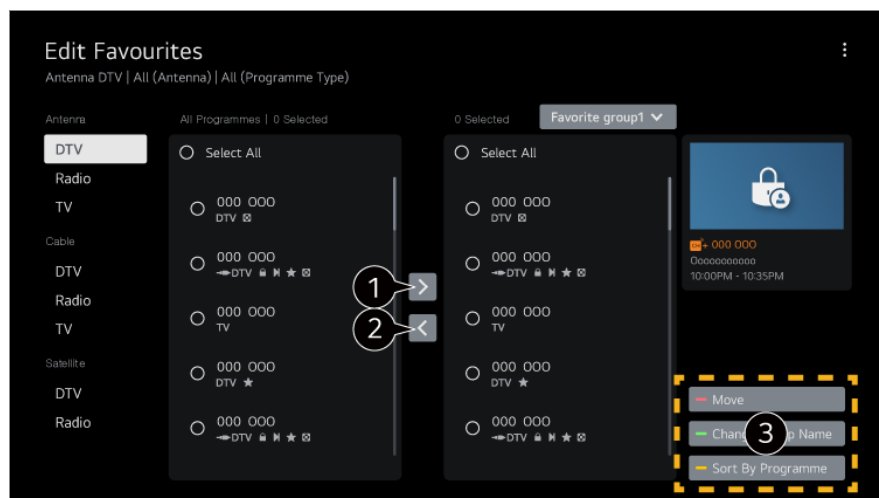 Edit Favourites
Antenna DTV | All (Antenna) | All (Programme Type)
Antenna
DTV
Radio
TV
Cable
DTV
Radio
TV
Satellite
DTV
Radio
All Programmes | 0 Selected
Select All
000 000
DTV
000 000
DTV
000 000
TV
000 000
DTV
000 000
DTV
1
2
0 Selected
Favorite group1
Select All
000 000
DTV
000 000
DTV
000 000
TV
000 000
DTV
000 000
DTV
+ 000 000
Oooooooooo
10:00PM - 10:35PM
Move
3
Name
Sort By Programme